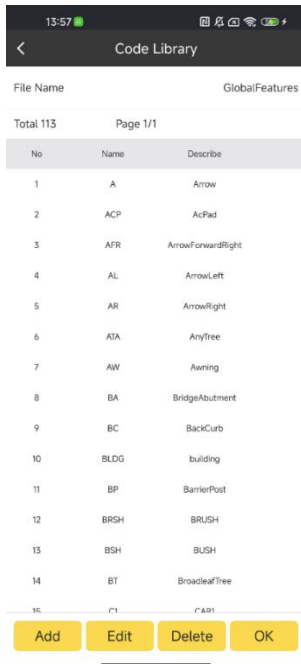 13:57
Code Library
File Name GlobalFeatures
Total 113 Page 1/1
No Name Describe
1 A Arrow
2 ACP AcPad
3 AFR ArrowForwardRight
4 AL ArrowLeft
5 AR ArrowRight
6 ATA AnyTree
7 AW Awning
8 BA BridgeAbutment
9 BC BackCurb
10 BLDG building
11 BP BarrierPost
12 BRSH BRUSH
13 BSH BUSH
14 BT BroadleafTree
15 C1 CAR1
Add Edit Delete OK